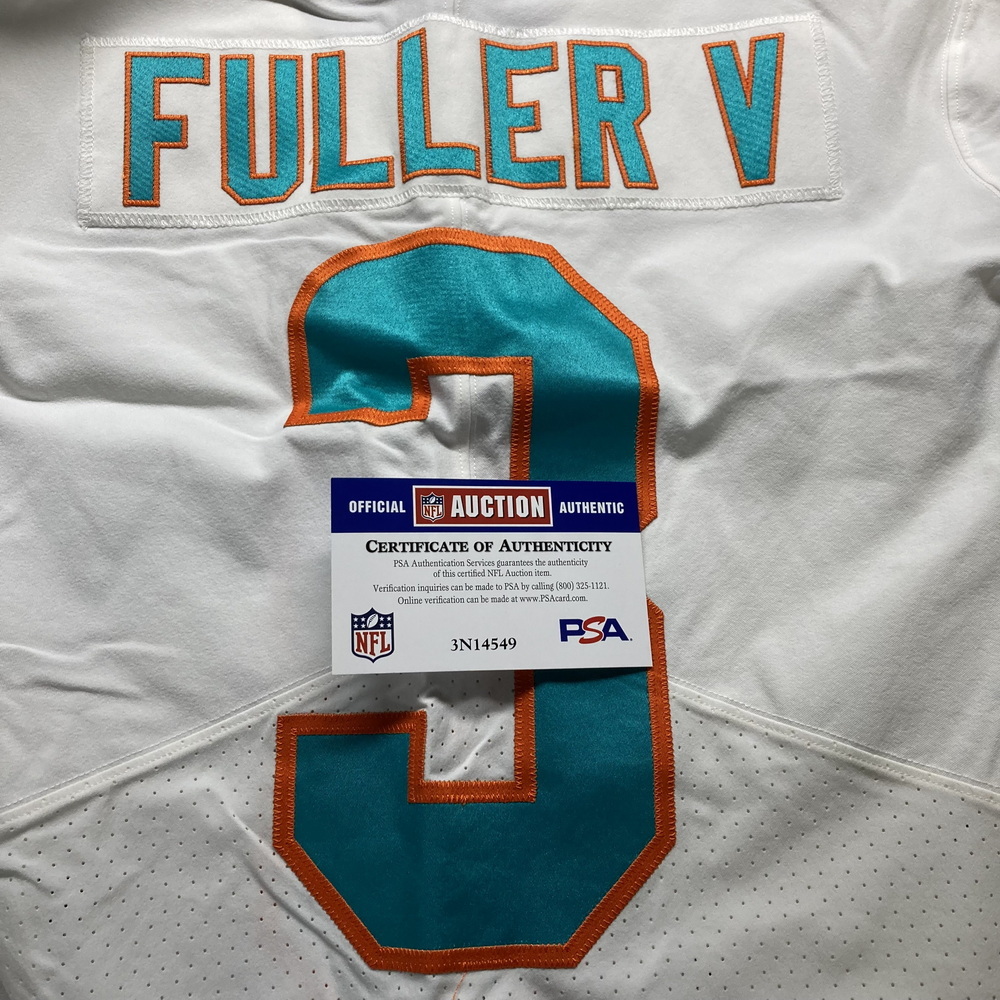 FULLER V
3
OFFICIAL NFL AUCTION AUTHENTIC
CERTIFICATE OF AUTHENTICITY
PSA Authentication Services guarantees the authenticity
of this certified NFL Auction item.
Verification inquiries can be made to PSA by calling (800) 325-1121.
Online verification can be made at www.PSAcard.com.
NFL 3N14549 PSA